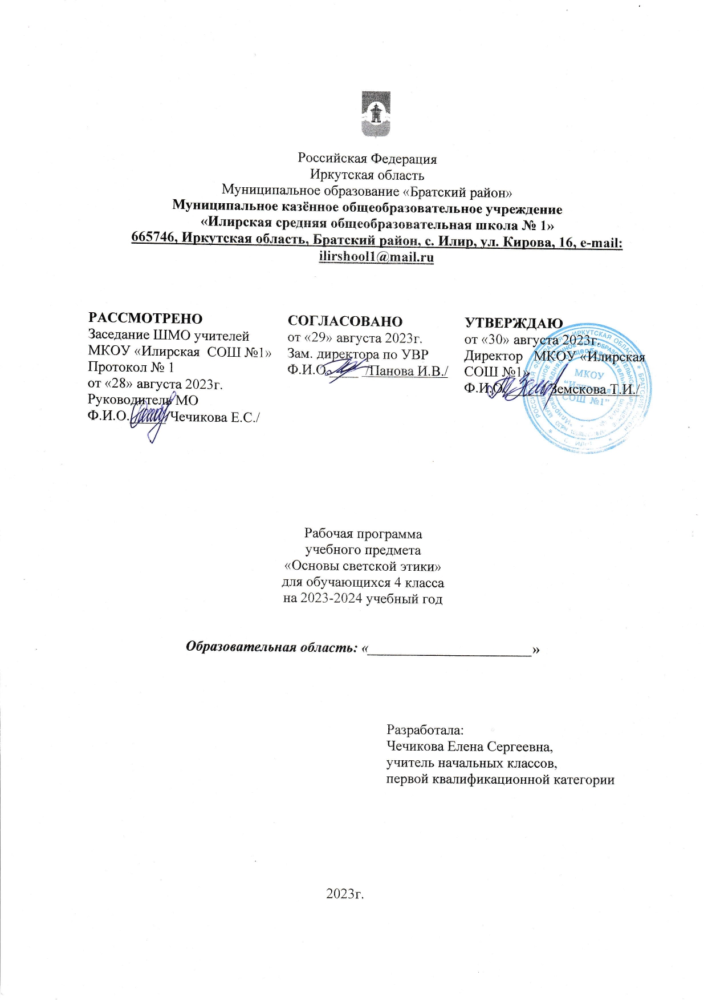 Российская Федерация
Иркутская область
Муниципальное образование «Братский район»
Муниципальное казённое общеобразовательное учреждение
«Илирская средняя общеобразовательная школа № 1»
665746, Иркутская область, Братский район, с. Илир, ул. Кирова, 16, e-mail:
ilirshool1@mail.ru
РАССМОТРЕНО
Заседание ШМО учителей
МКОУ «Илирская СОШ №1»
Протокол № 1
от «28» августа 2023г.
Руководитель МО
Ф.И.О. /Чечикова Е.С./
СОГЛАСОВАНО
от «29» августа 2023г.
Зам. директора по УВР
Ф.И.О. ____ /Панова И.В./
УТВЕРЖДАЮ
от «30» августа 2023г.
Директор МКОУ «Илирская
СОШ №1»
Ф.И.О. Земскова Т.И./
МКОУ
"Илирская
СОШ №1"
Рабочая программа
учебного предмета
«Основы светской этики»
для обучающихся 4 класса
на 2023-2024 учебный год
Образовательная область: «______________________»
Разработала:
Чечикова Елена Сергеевна,
учитель начальных классов,
первой квалификационной категории
2023г.